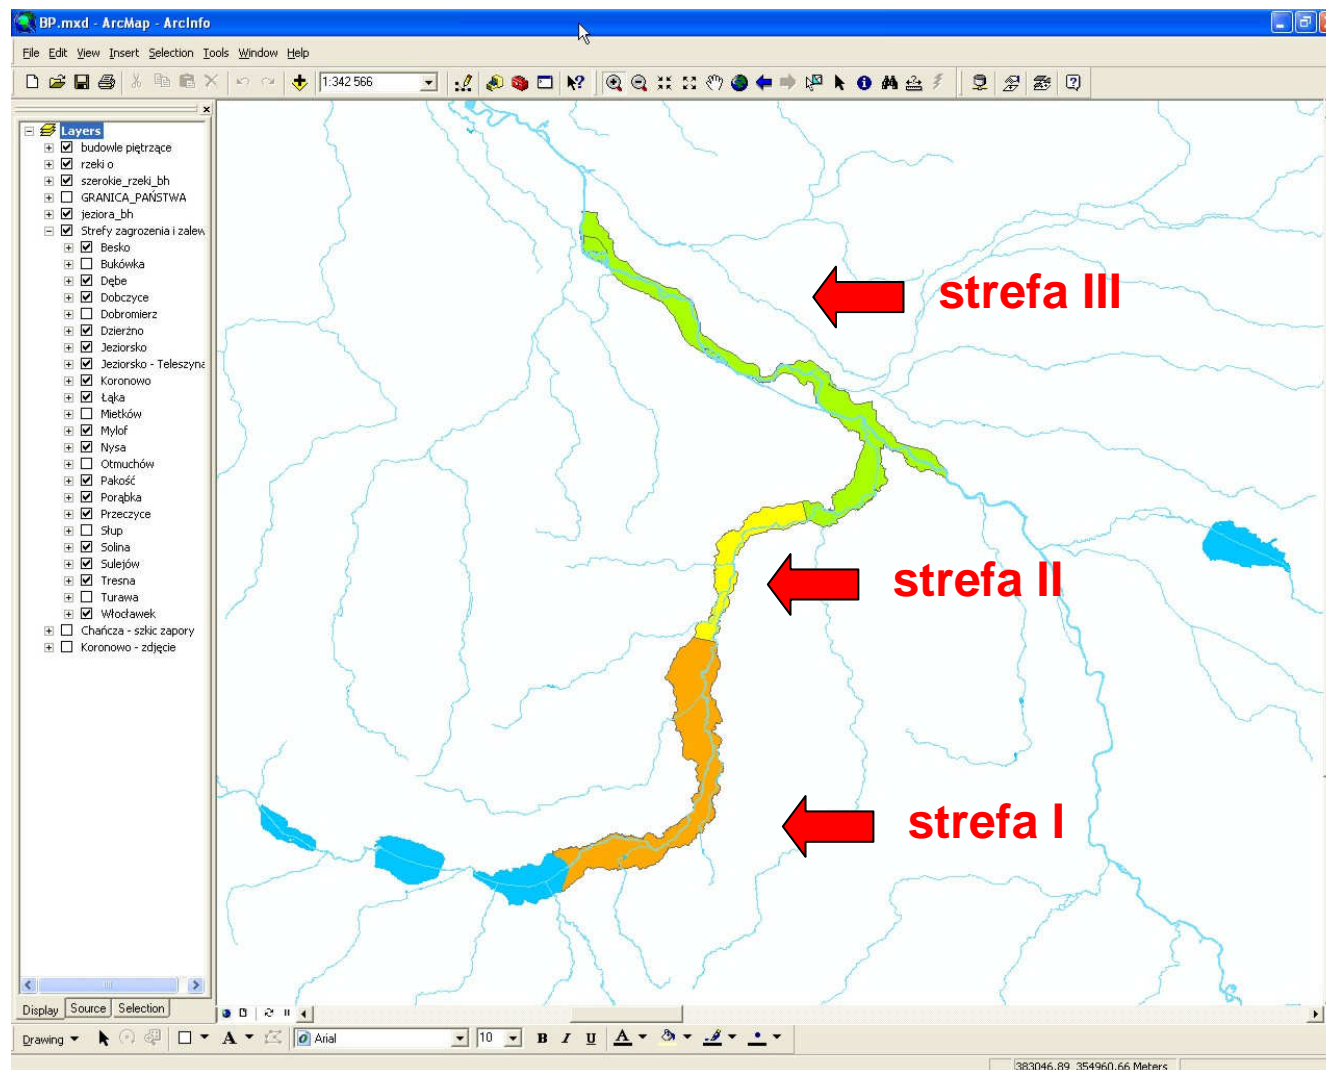 BP.mxd - ArcMap - ArcInfo
File Edit View Insert Selection Tools Window Help
1:342 566
Layers
budowle piętrzące
rzeki o
szerokie_rzeki_bh
GRANICA_PAŃSTWA
jeziora_bh
Strefy zagrozenia i zalew
Besko
Bukówka
Dębe
Dobczyce
Dobromierz
Dzierżno
Jeziorsko
Jeziorsko - Teleszyna
Koronowo
Łąka
Mietków
Mylof
Nysa
Otmuchów
Pakość
Porąbka
Przeczyce
Słup
Solina
Sulejów
Tresna
Turawa
Włocławek
Chańcza - szkic zapory
Koronowo - zdjęcie
strefa III
strefa II
strefa I
Display Source Selection
Drawing A Arial 10 B I U A
383046,89 354960,66 Meters